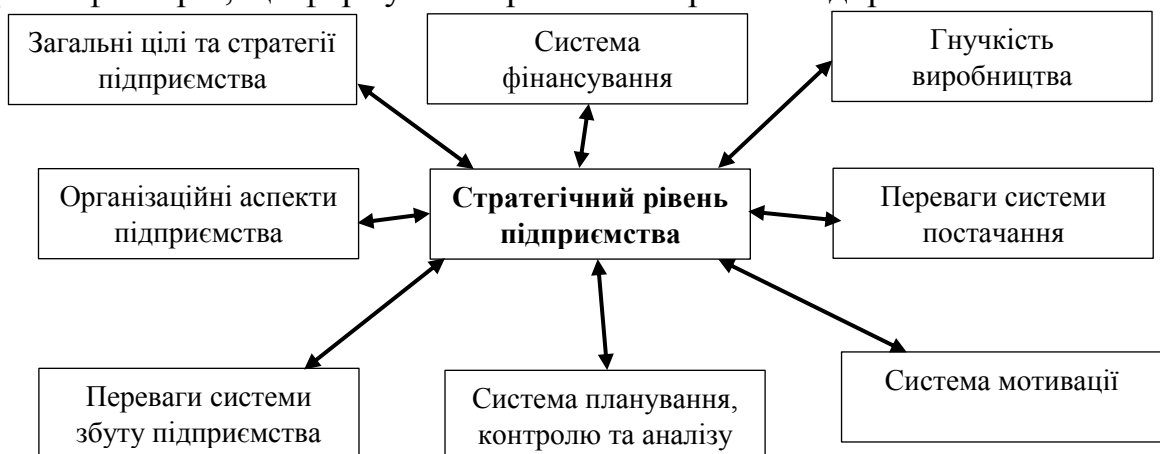 Загальні цілі та стратегії
підприємства
Система
фінансування
Гнучкість
виробництва
Організаційні аспекти
підприємства
Стратегічний рівень
підприємства
Переваги системи
постачання
Переваги системи
збуту підприємства
Система планування,
контролю та аналізу
Система мотивації